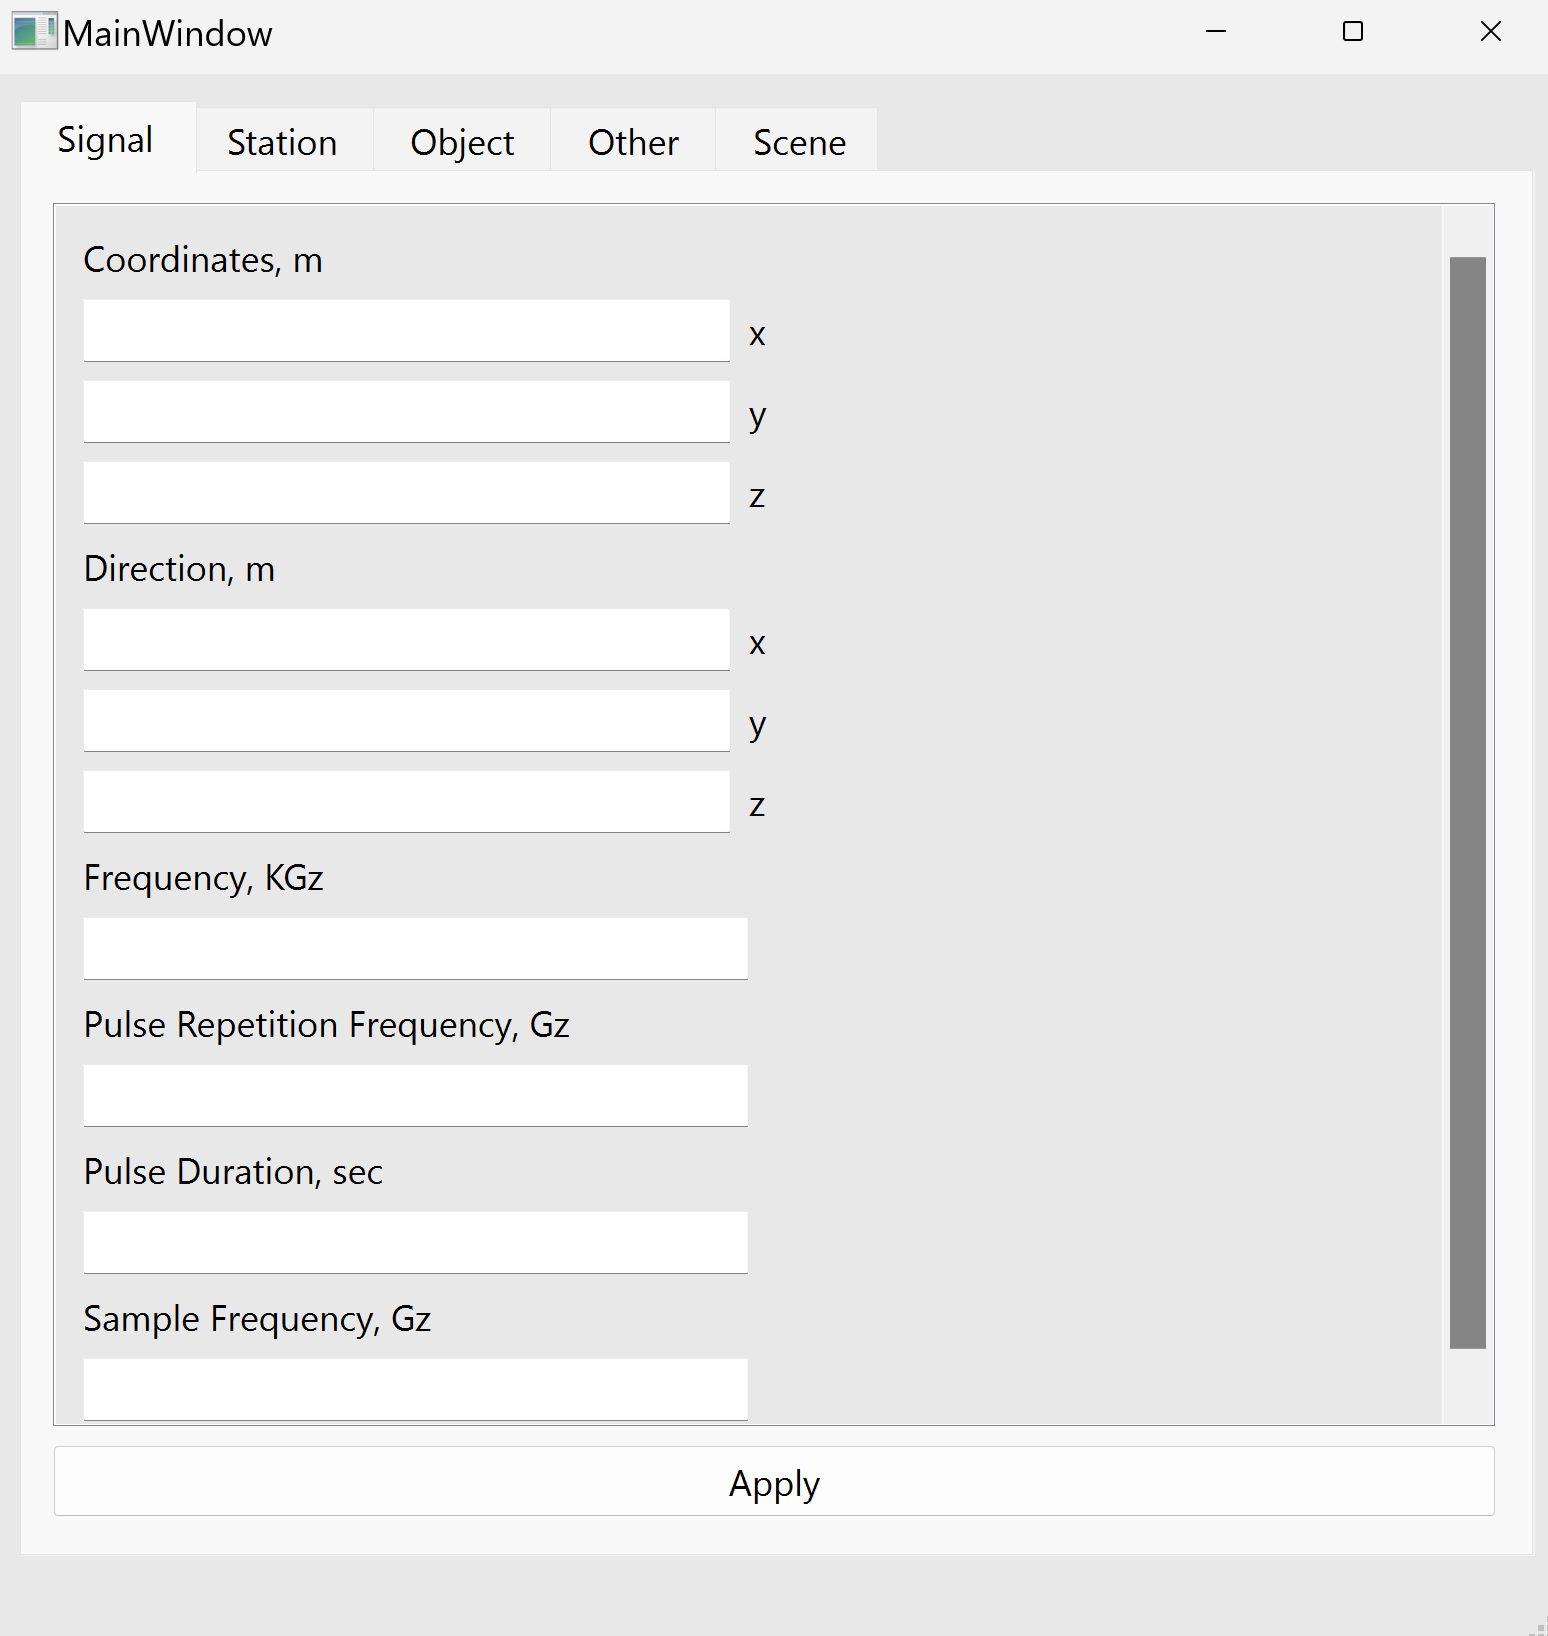 MainWindow
Signal Station Object Other Scene
Coordinates, m
x
y
z
Direction, m
x
y
z
Frequency, KGz
Pulse Repetition Frequency, Gz
Pulse Duration, sec
Sample Frequency, Gz
Apply